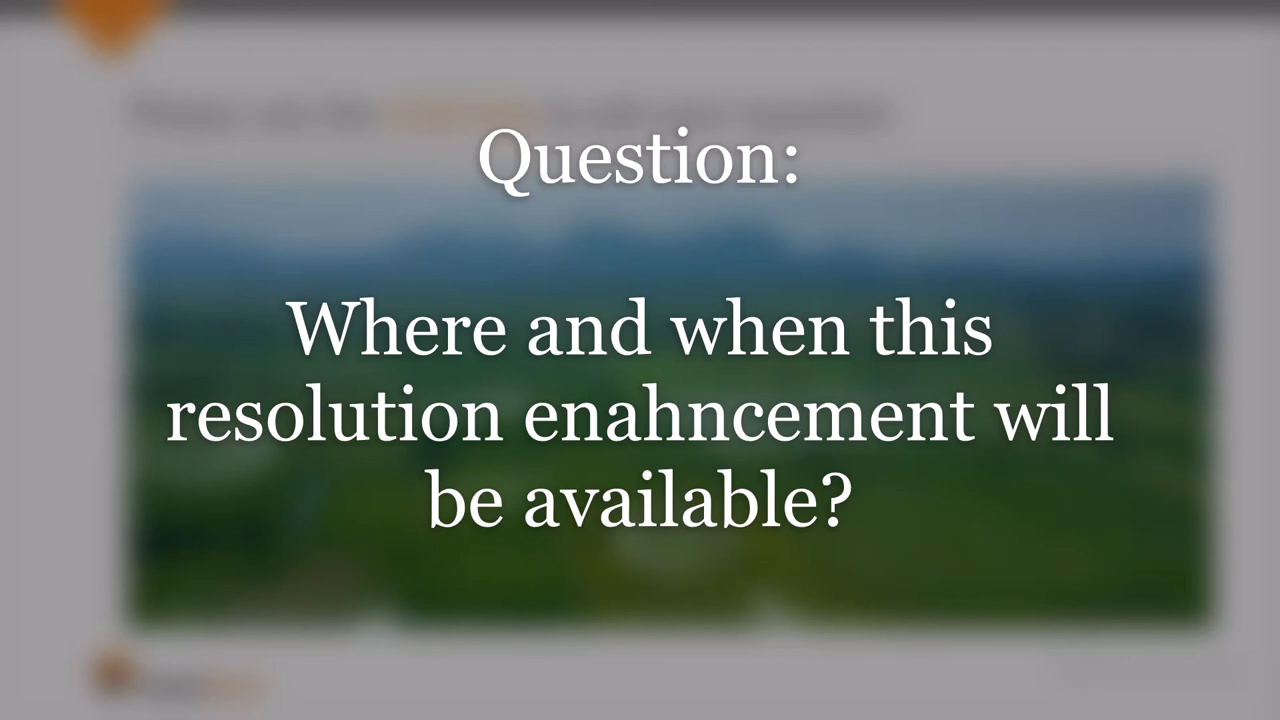 Question:
Where and when this
resolution enahncement will
be available?